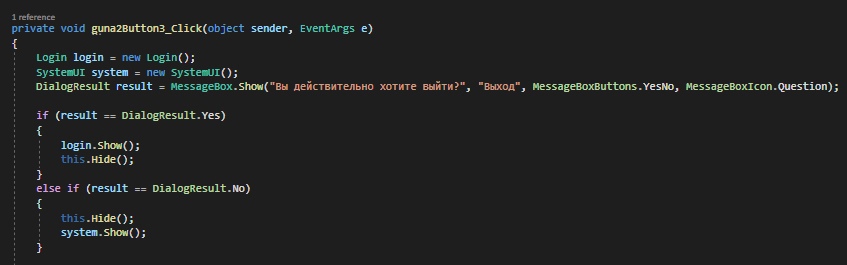 1 reference
private void guna2Button3_Click(object sender, EventArgs e)
{
Login login = new Login();
SystemUI system = new SystemUI();
DialogResult result = MessageBox.Show("Вы действительно хотите выйти?", "Выход", MessageBoxButtons.YesNo, MessageBoxIcon.Question);
if (result == DialogResult.Yes)
{
login.Show();
this.Hide();
}
else if (result == DialogResult.No)
{
this.Hide();
system.Show();
}